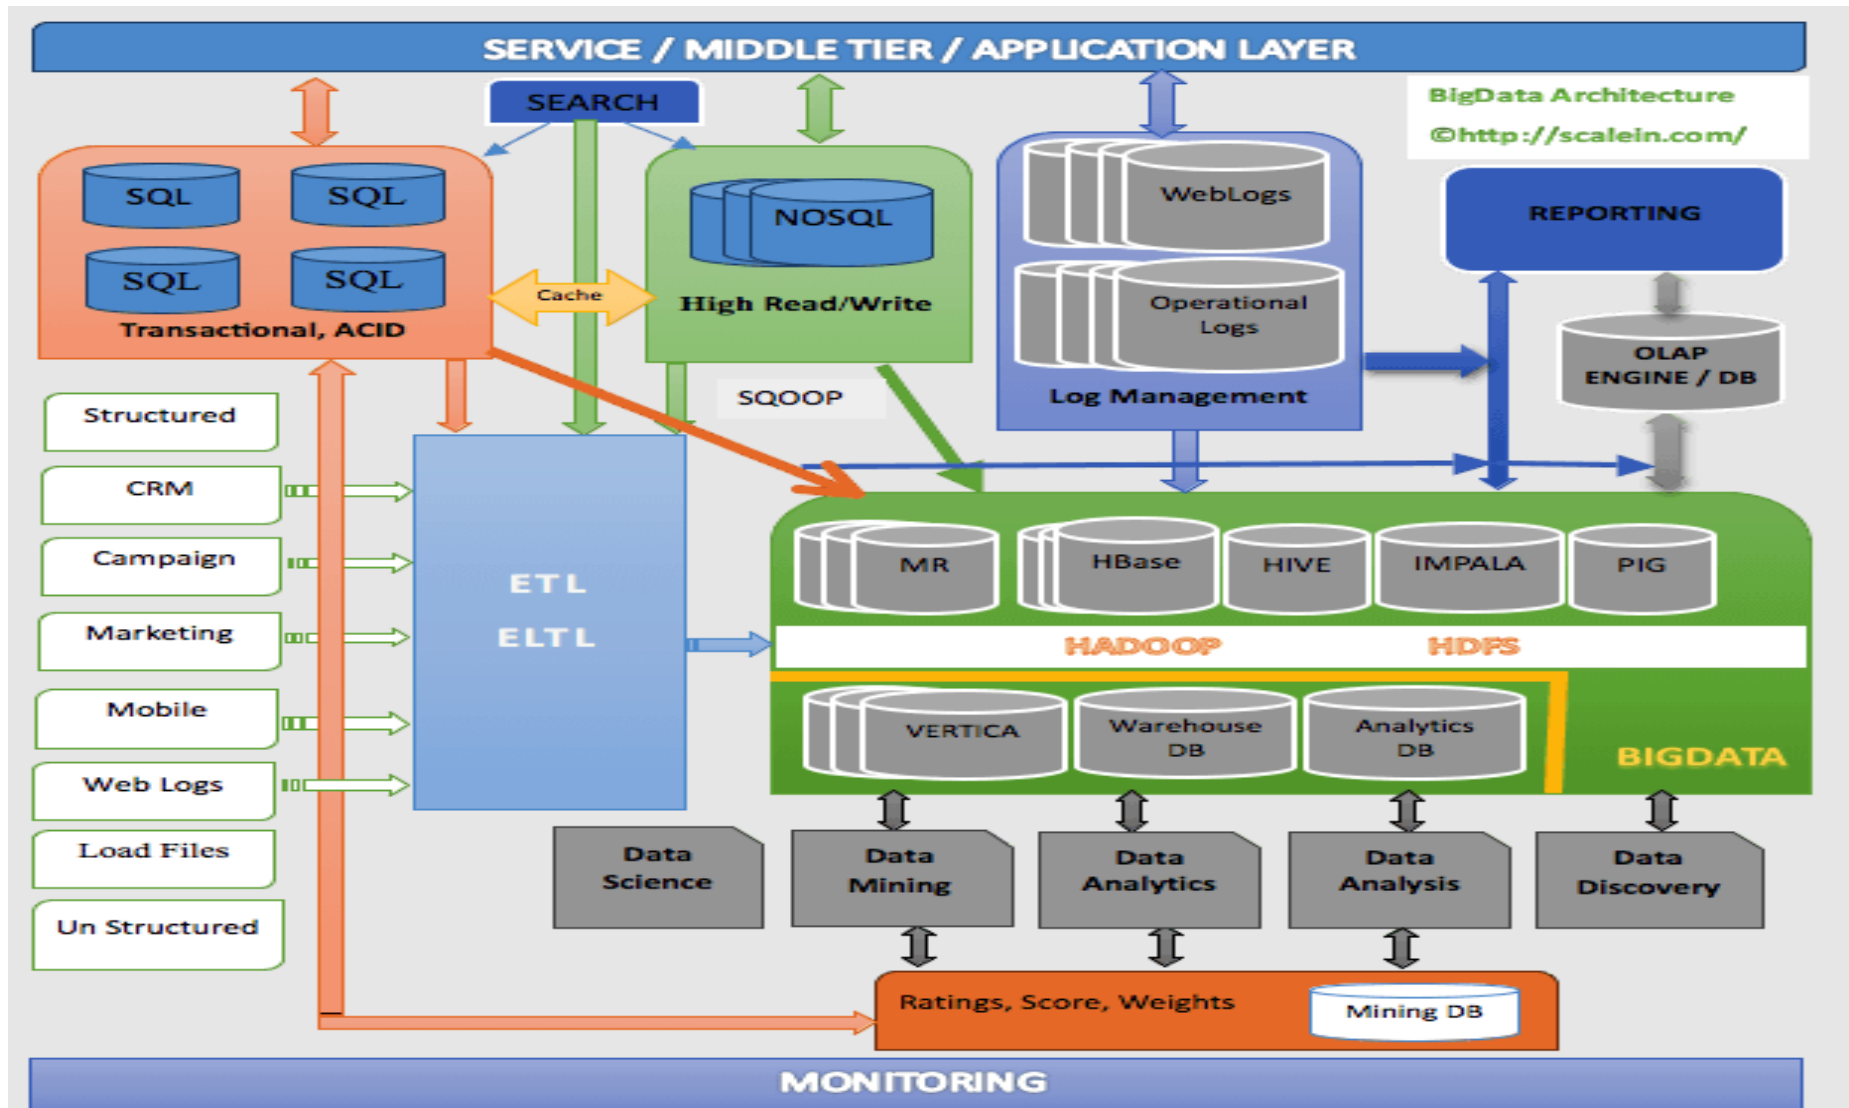 SERVICE / MIDDLE TIER / APPLICATION LAYER
SEARCH
BigData Architecture
©http://scalein.com/
SQL
SQL
SQL
SQL
Transactional, ACID
Cache
NOSQL
High Read/Write
WebLogs
Operational
Logs
Log Management
REPORTING
OLAP
ENGINE / DB
SQOOP
Structured
CRM
Campaign
Marketing
Mobile
Web Logs
Load Files
Un Structured
ETL
ELTL
MR
HBase
HIVE
IMPALA
PIG
HADOOP
HDFS
VERTICA
Warehouse
DB
Analytics
DB
BIGDATA
Data
Science
Data
Mining
Data
Analytics
Data
Analysis
Data
Discovery
Ratings, Score, Weights
Mining DB
MONITORING